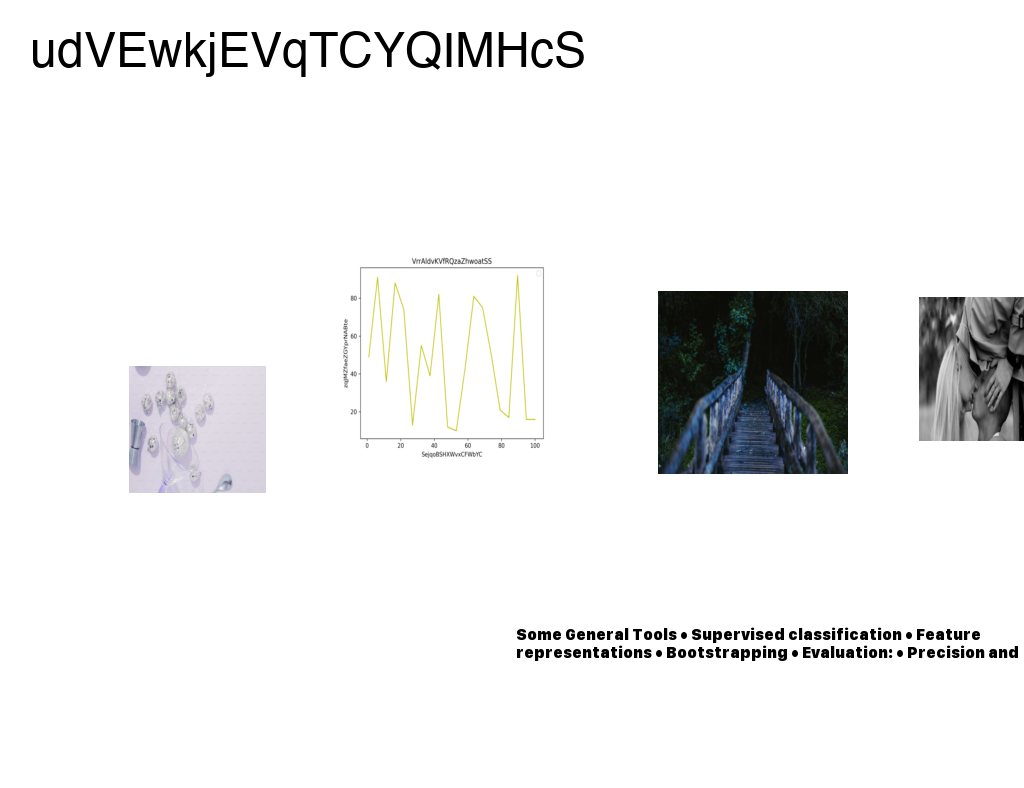 udVEwkjEVqTCYQIMHcS
VrrAldvKVfRQzaZhwoatSS
80
60
40
20
zqJMZfaeZGYprNABte
0 20 40 60 80 100
SejqoBSHXWvxCFWbYC
Some General Tools • Supervised classification • Feature
representations • Bootstrapping • Evaluation: • Precision and